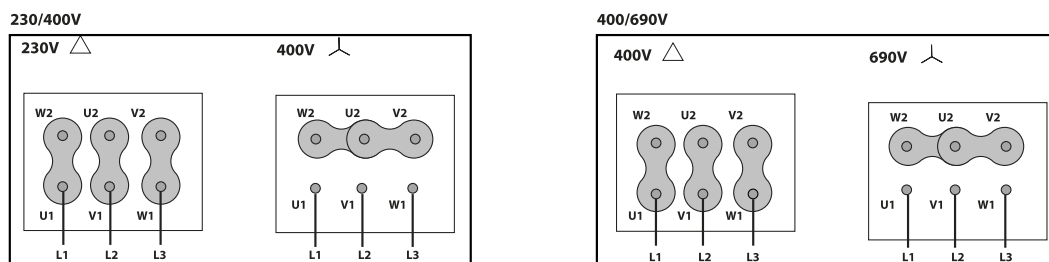 230/400V
230V
W2 U2 V2
U1 V1 W1
L1 L2 L3
400V
W2 U2 V2
U1 V1 W1
L1 L2 L3
400/690V
400V
W2 U2 V2
U1 V1 W1
L1 L2 L3
690V
W2 U2 V2
U1 V1 W1
L1 L2 L3